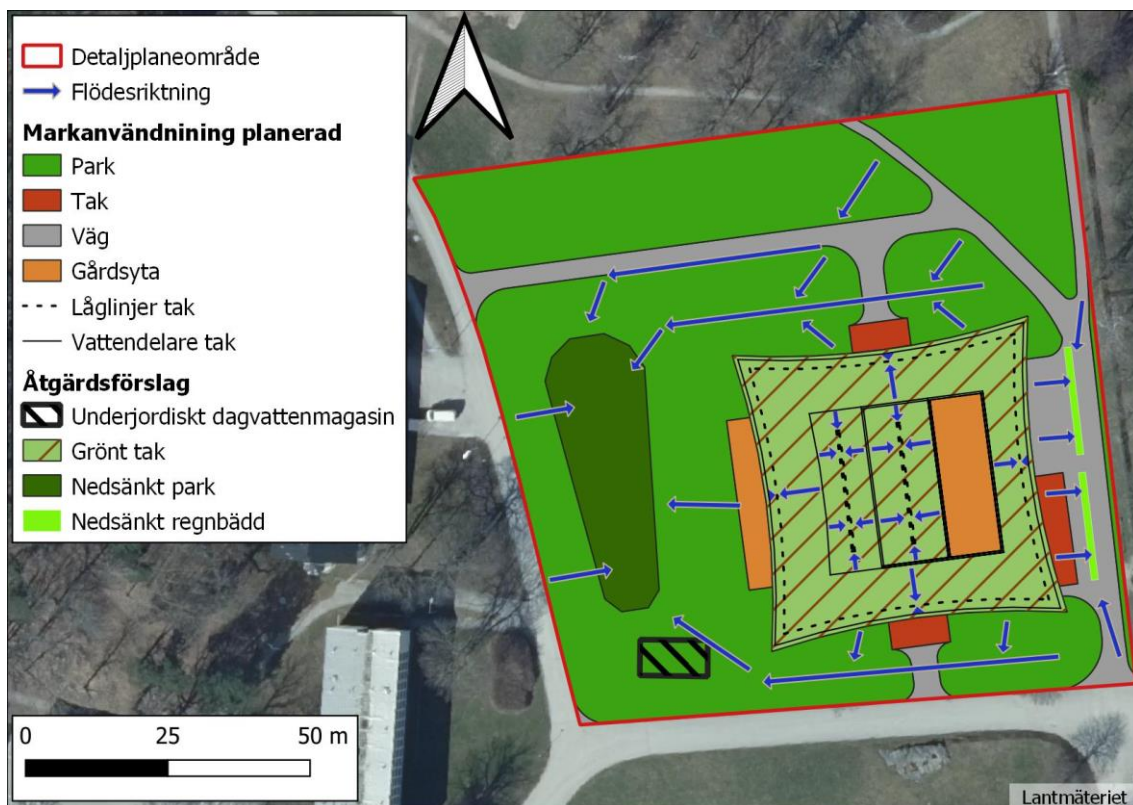 Detaljplaneområde
Flödesriktning
Markanvändnining planerad
Park
Tak
Väg
Gårdsyta
Låglinjer tak
Vattendelare tak
Åtgärdsförslag
Underjordiskt dagvattenmagasin
Grönt tak
Nedsänkt park
Nedsänkt regnbädd
0 25 50 m
Lantmäteriet